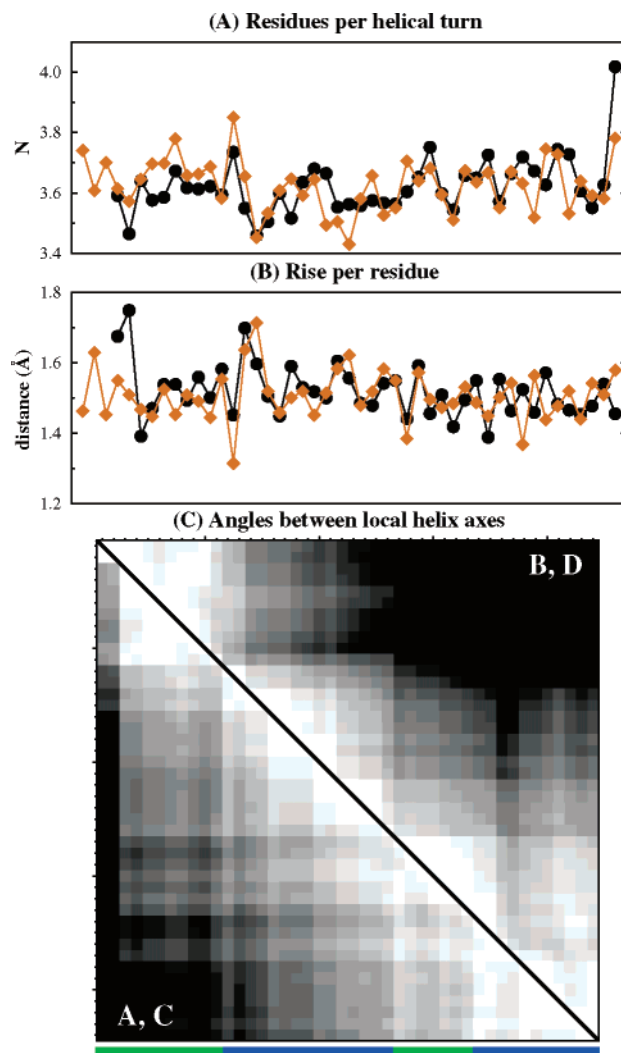 (A) Residues per helical turn
4.0
3.8
N
3.6
3.4
(B) Rise per residue
1.8
distance (Å)
1.6
1.4
1.2
(C) Angles between local helix axes
B, D
A, C